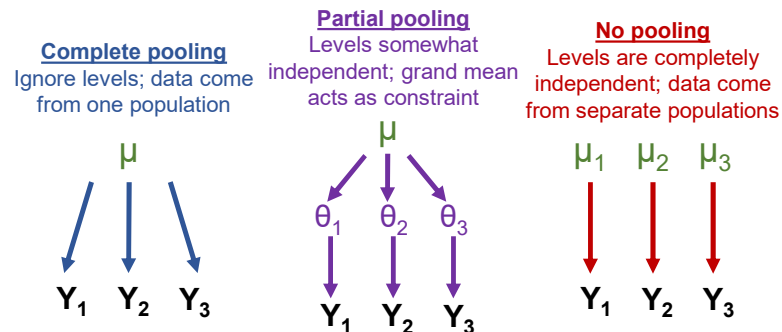 Complete pooling
Ignore levels; data come
from one population
μ
Y1 Y2 Y3
Partial pooling
Levels somewhat
independent; grand mean
acts as constraint
μ
θ1 θ2 θ3
Y1 Y2 Y3
No pooling
Levels are completely
independent; data come
from separate populations
μ1 μ2 μ3
Y1 Y2 Y3